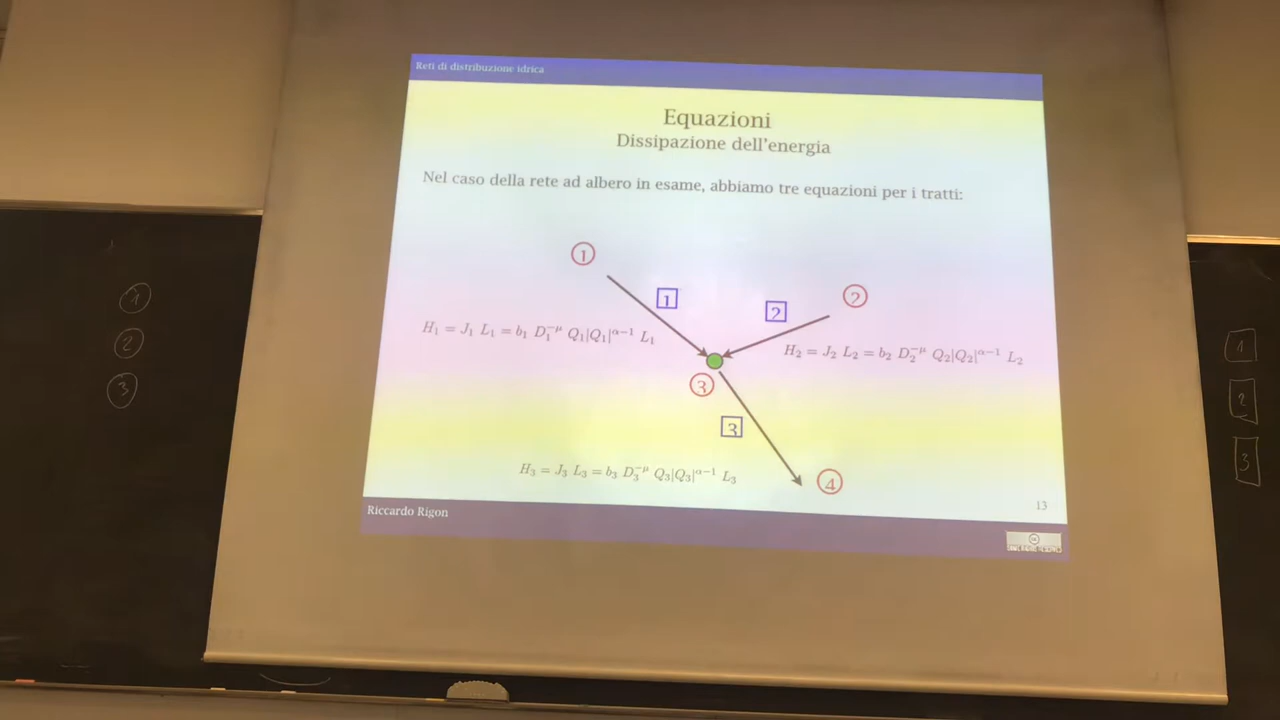 Reti di distribuzione idrica
Equazioni
Dissipazione dell'energia
Nel caso della rete ad albero in esame, abbiamo tre equazioni per i tratti:
1
1
2
2
H₁ = J₁ L₁ = b₁ D₁^{-μ} Q₁|Q₁|^{α-1} L₁
H₂ = J₂ L₂ = b₂ D₂^{-μ} Q₂|Q₂|^{α-1} L₂
3
3
H₃ = J₃ L₃ = b₃ D₃^{-μ} Q₃|Q₃|^{α-1} L₃
4
13
Riccardo Rigon
cc
1
2
3
1
2
3